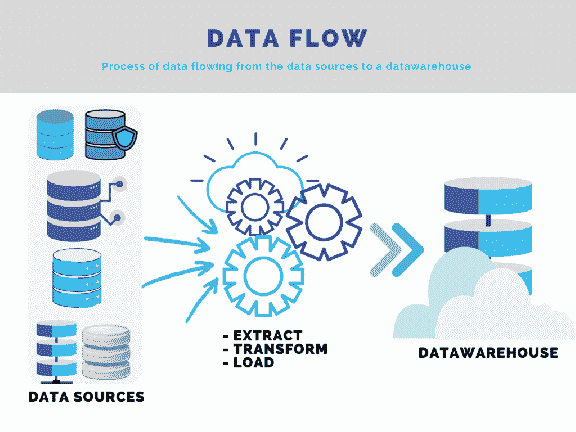 DATA FLOW
Process of data flowing from the data sources to a datawarehouse
- EXTRACT
- TRANSFORM
- LOAD
DATAWAREHOUSE
DATA SOURCES